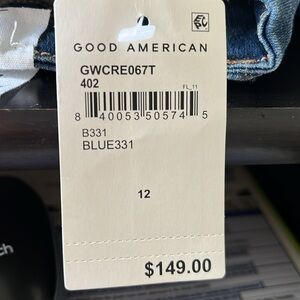 GOOD AMERICAN
GWCRE067T
402
FL_11
8 40053 50574 5
B331
BLUE331
12
$149.00